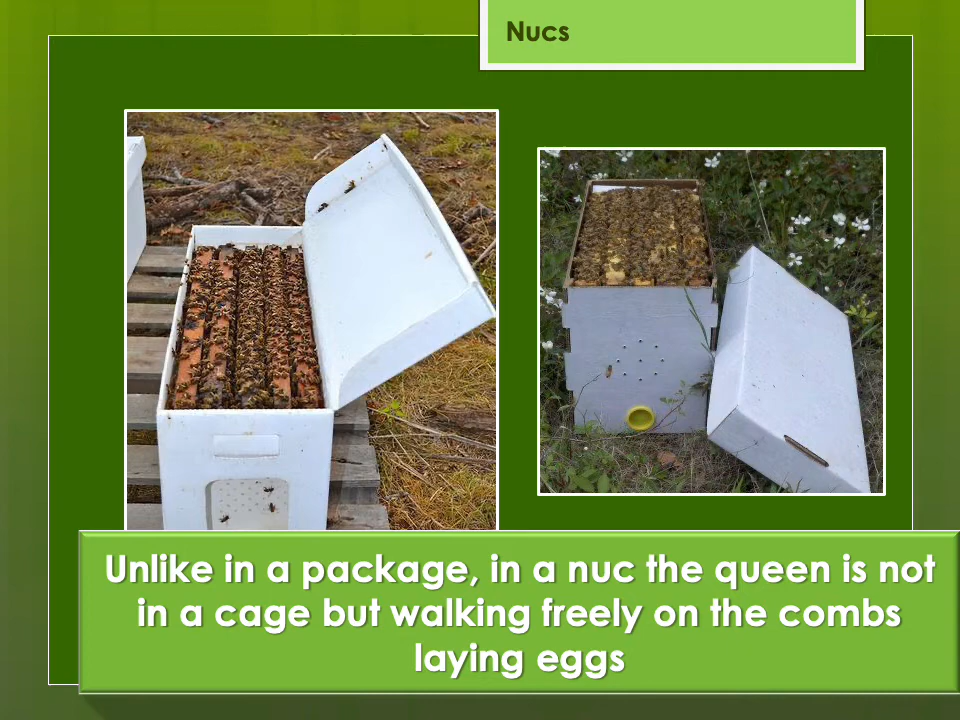 Nucs
Unlike in a package, in a nuc the queen is not
in a cage but walking freely on the combs
laying eggs